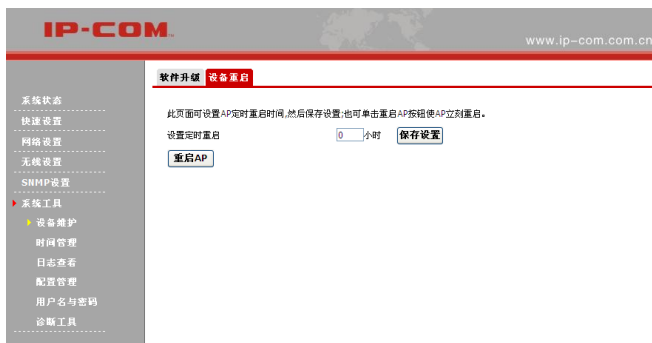 IP-COM
www.ip-com.com.cn
软件升级 设备重启
系统状态
快速设置
网络设置
无线设置
SNMP设置
系统工具
设备维护
时间管理
日志查看
配置管理
用户名与密码
诊断工具
此页面可设置AP定时重启时间,然后保存设置;也可单击重启AP按钮使AP立刻重启。
设置定时重启 0 小时 保存设置
重启AP